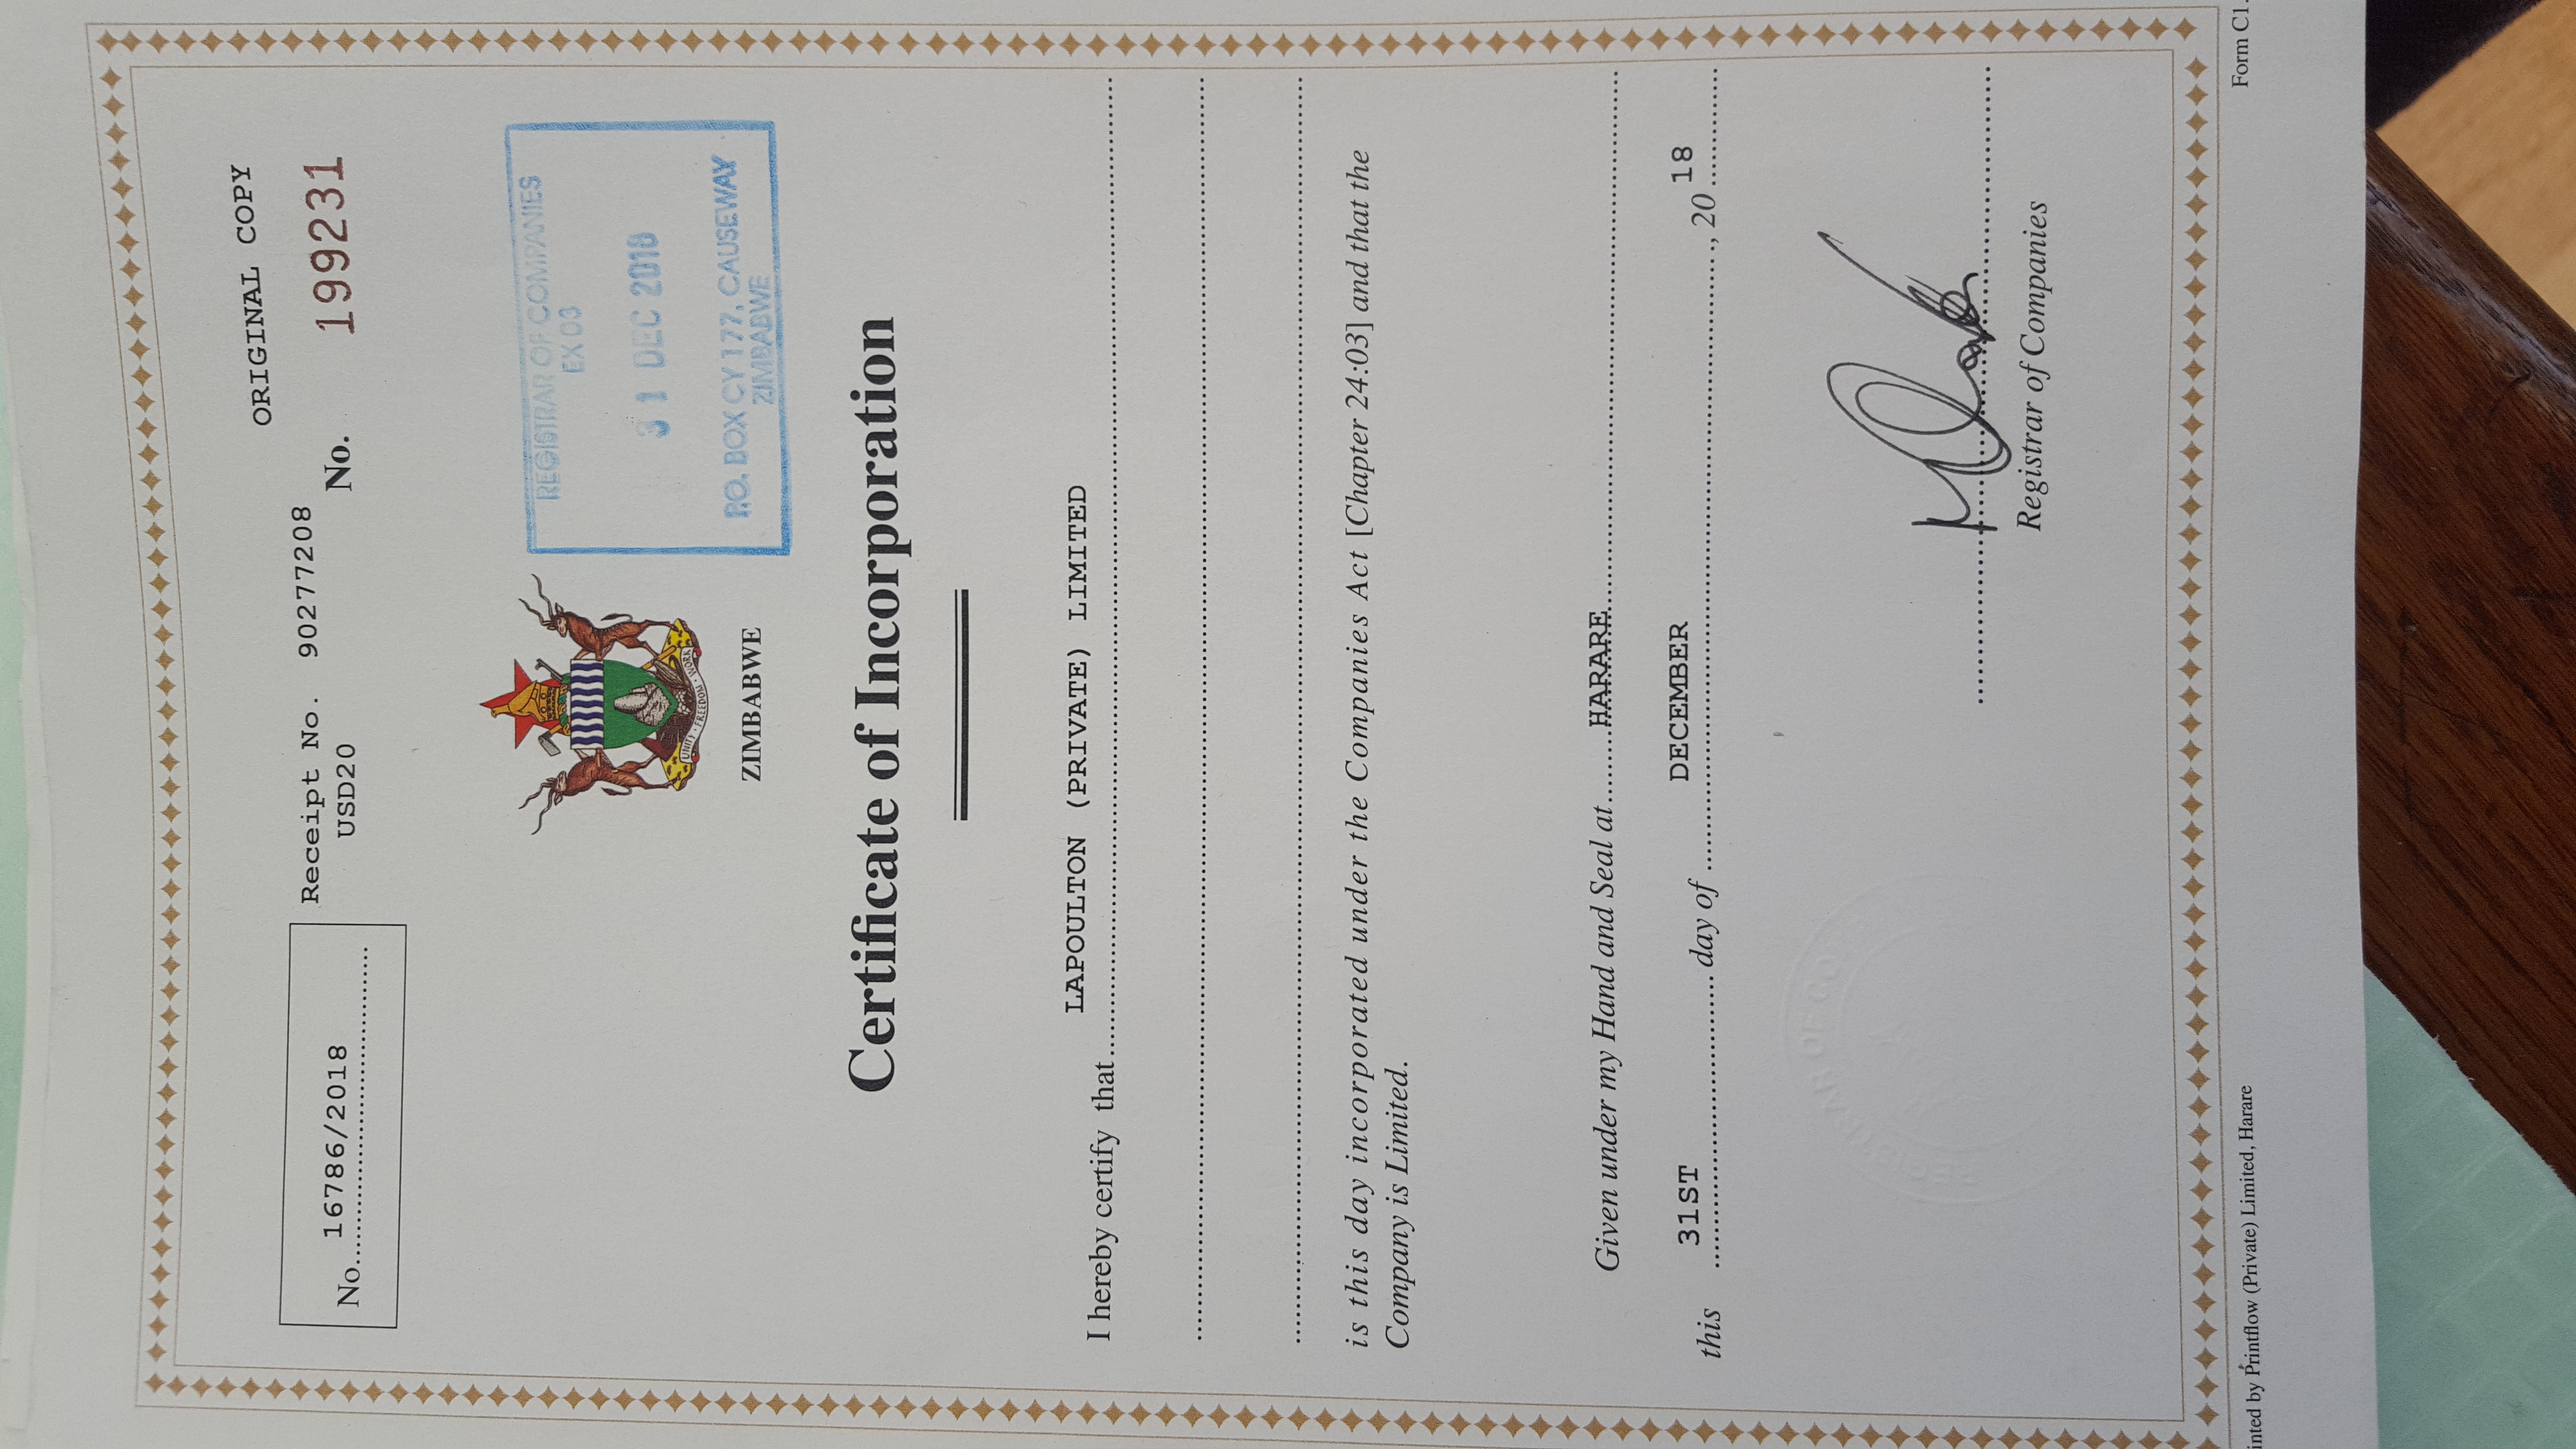 ORIGINAL COPY
No. 16786/2018
Receipt No. 90277208
USD20
No. 199231
REGISTRAR OF COMPANIES
EX 03
31 DEC 2018
P.O. BOX CY 177, CAUSEWAY
ZIMBABWE
UNITY FREEDOM WORK
ZIMBABWE
Certificate of Incorporation
I hereby certify that LAPOULTON (PRIVATE) LIMITED
is this day incorporated under the Companies Act [Chapter 24:03] and that the
Company is Limited.
Given under my Hand and Seal at HARARE
this 31ST day of DECEMBER, 20 18
Registrar of Companies
inted by Printflow (Private) Limited, Harare
Form C1.